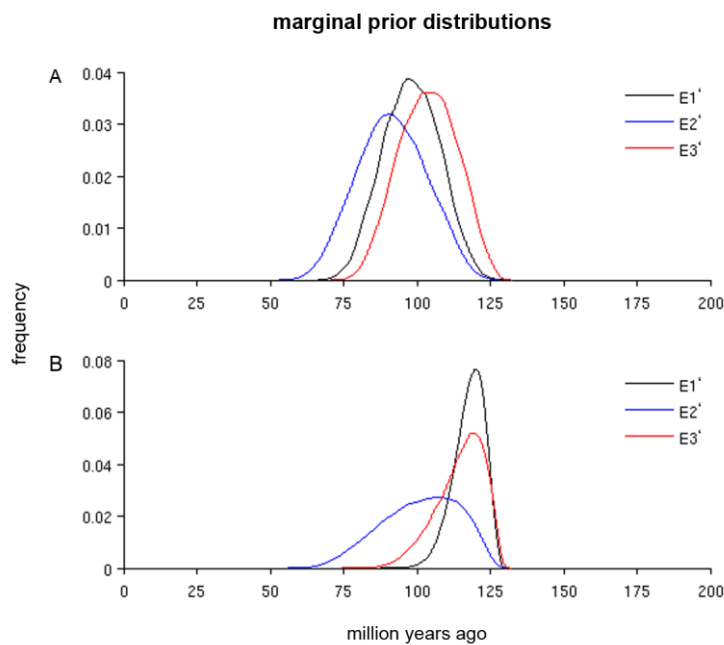 marginal prior distributions
A
0.04
0.03
0.02
0.01
0
0 25 50 75 100 125 150 175 200
E1‘
E2‘
E3‘
frequency
B
0.08
0.06
0.04
0.02
0
0 25 50 75 100 125 150 175 200
E1‘
E2‘
E3‘
million years ago